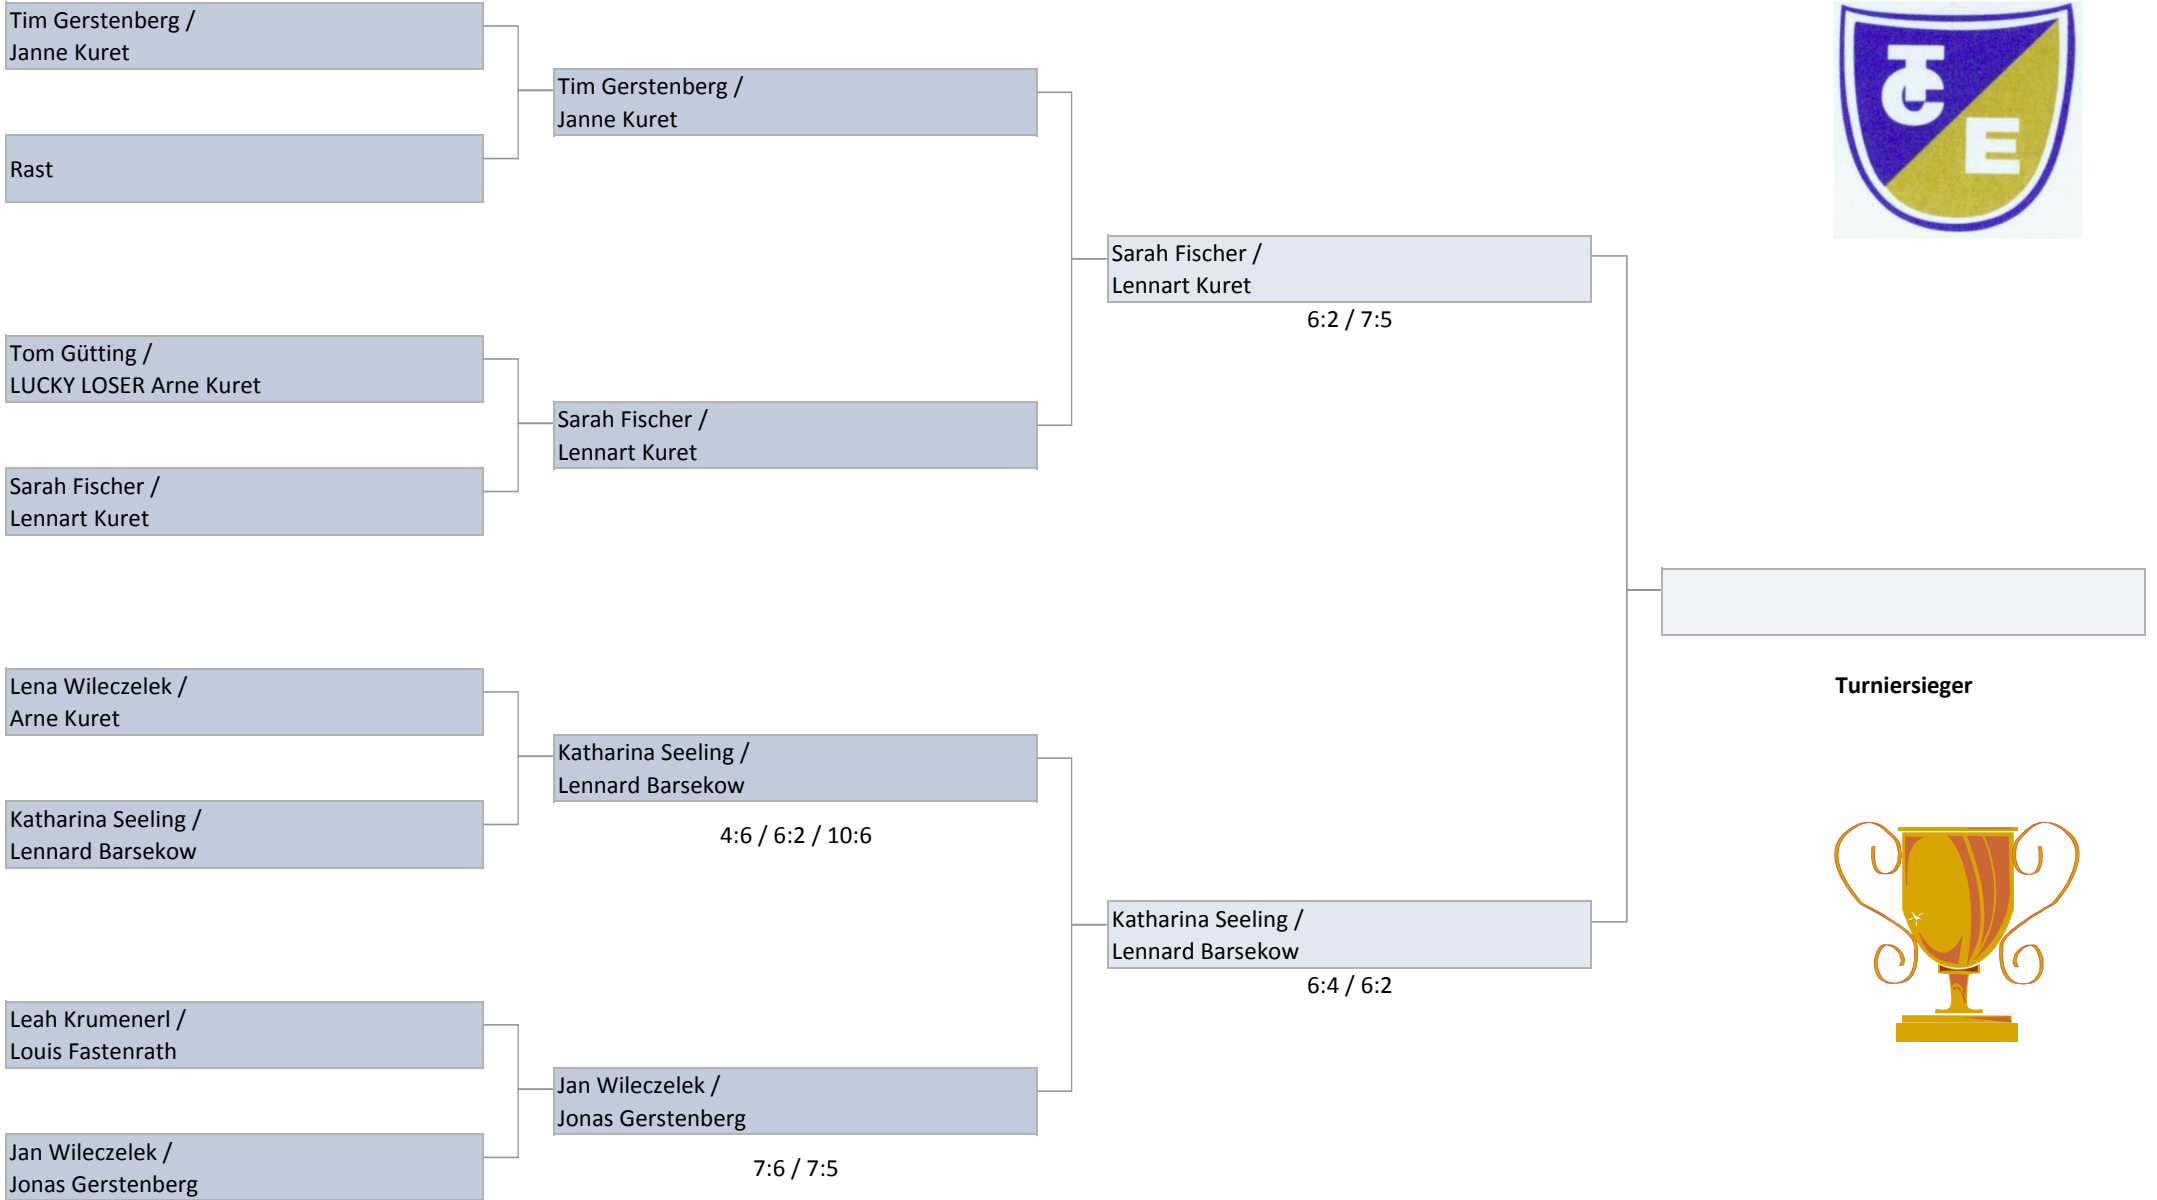 Tim Gerstenberg /
Janne Kuret
Rast
Tom Gütting /
LUCKY LOSER Arne Kuret
Sarah Fischer /
Lennart Kuret
Lena Wileczelek /
Arne Kuret
Katharina Seeling /
Lennard Barsekow
Leah Krumenerl /
Louis Fastenrath
Jan Wileczelek /
Jonas Gerstenberg
Tim Gerstenberg /
Janne Kuret
Sarah Fischer /
Lennart Kuret
Katharina Seeling /
Lennard Barsekow
4:6 / 6:2 / 10:6
Jan Wileczelek /
Jonas Gerstenberg
7:6 / 7:5
Sarah Fischer /
Lennart Kuret
6:2 / 7:5
Katharina Seeling /
Lennard Barsekow
6:4 / 6:2
TC
E
Turniersieger